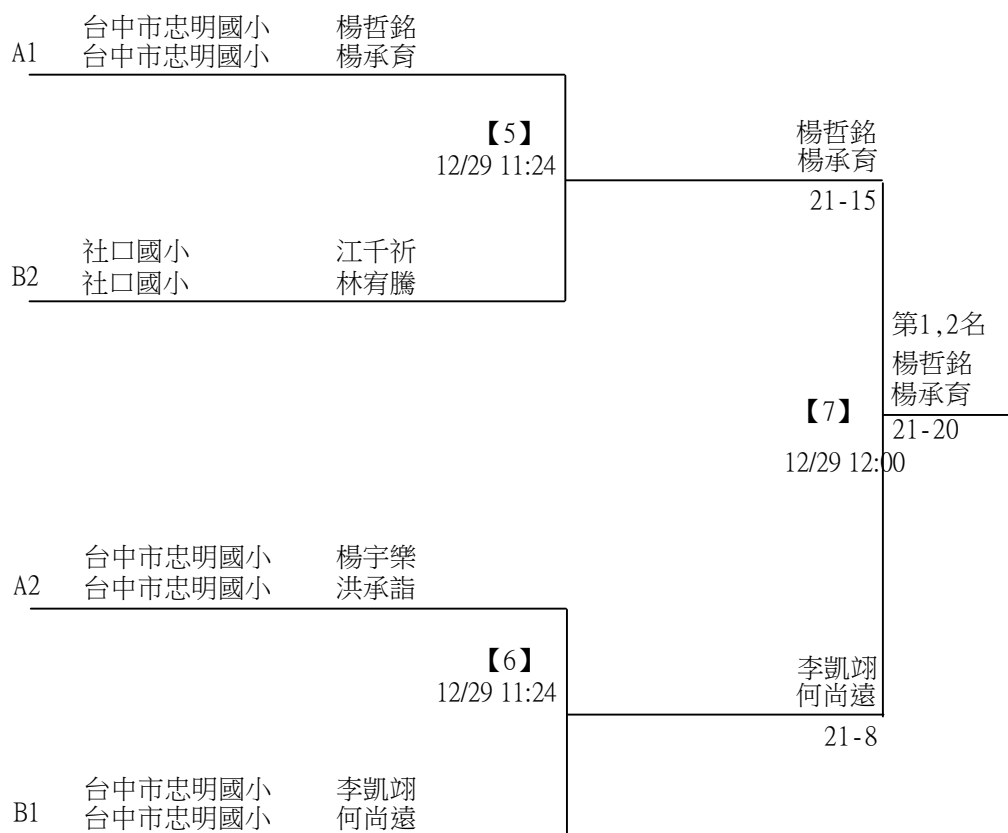 台中市忠明國小 楊哲銘
A1 台中市忠明國小 楊承育
【5】
12/29 11:24
楊哲銘
楊承育
21-15
社口國小 江千祈
B2 社口國小 林宥騰
第1,2名
楊哲銘
楊承育
【7】
21-20
12/29 12:00
台中市忠明國小 楊宇樂
A2 台中市忠明國小 洪承詣
【6】
12/29 11:24
李凱翊
何尚遠
21-8
台中市忠明國小 李凱翊
B1 台中市忠明國小 何尚遠